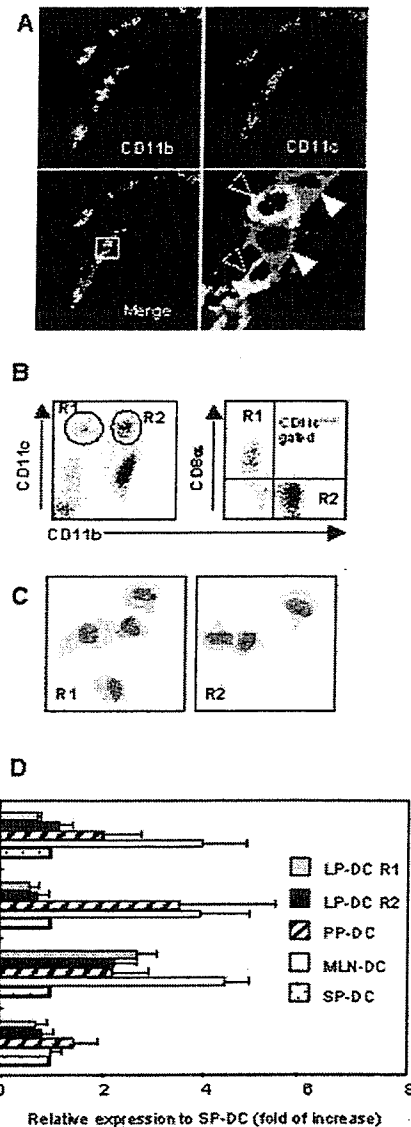 A
CD11b
CD11c
Merge
B
R1
R2
CD11c
R1
CD11c
gated
CD8α
R2
CD11b
C
R1
R2
D
LP-DC R1
LP-DC R2
PP-DC
MLN-DC
SP-DC
0 2 4 6 8
Relative expression to SP-DC (fold of increase)